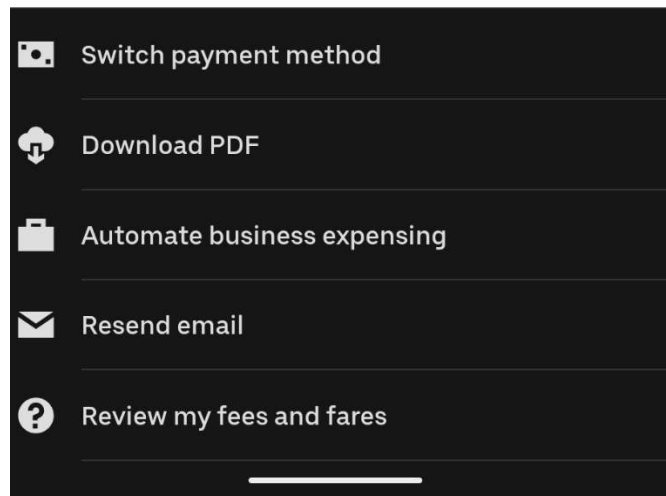 Switch payment method
Download PDF
Automate business expensing
Resend email
Review my fees and fares